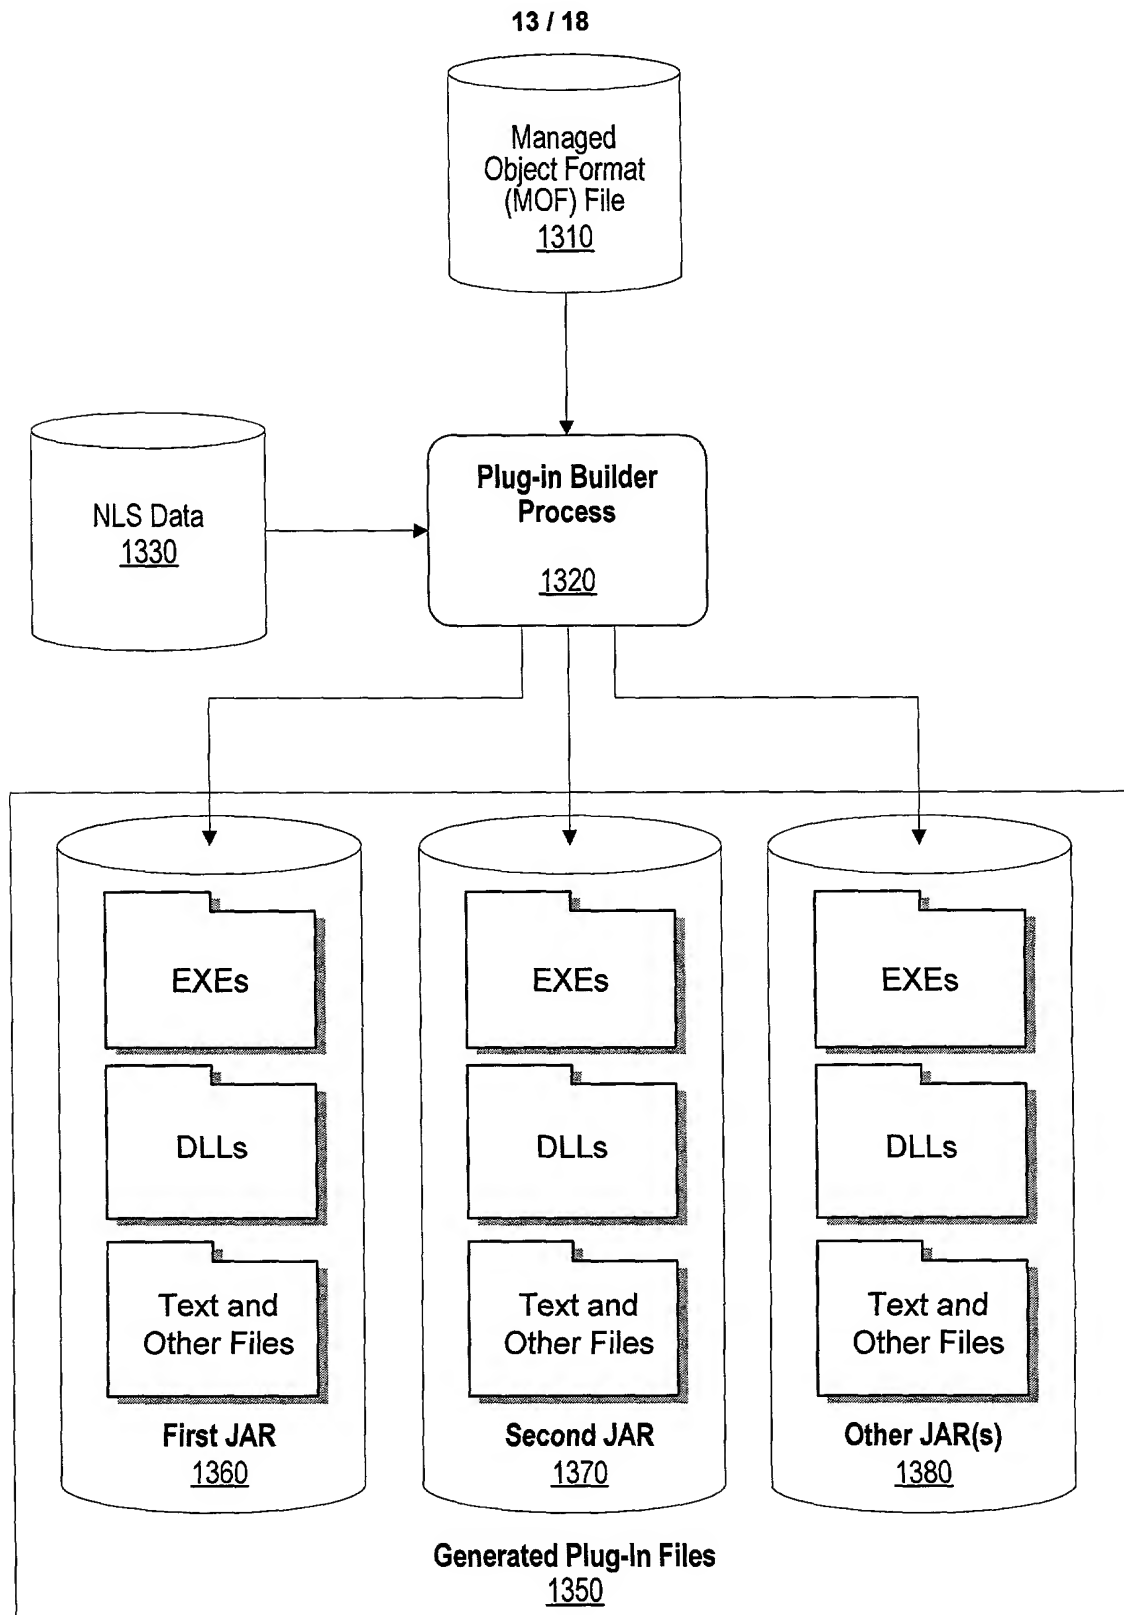 13 / 18
Managed
Object Format
(MOF) File
1310
NLS Data
1330
Plug-in Builder
Process
1320
EXEs
DLLs
Text and
Other Files
First JAR
1360
EXEs
DLLs
Text and
Other Files
Second JAR
1370
EXEs
DLLs
Text and
Other Files
Other JAR(s)
1380
Generated Plug-In Files
1350